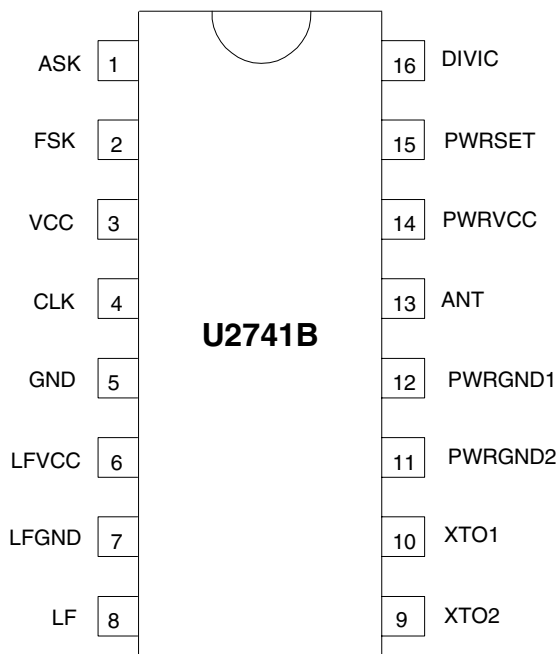 ASK 1 16 DIVIC
FSK 2 15 PWRSET
VCC 3 14 PWRVCC
CLK 4 13 ANT
U2741B
GND 5 12 PWRGND1
LFVCC 6 11 PWRGND2
LFGND 7 10 XTO1
LF 8 9 XTO2